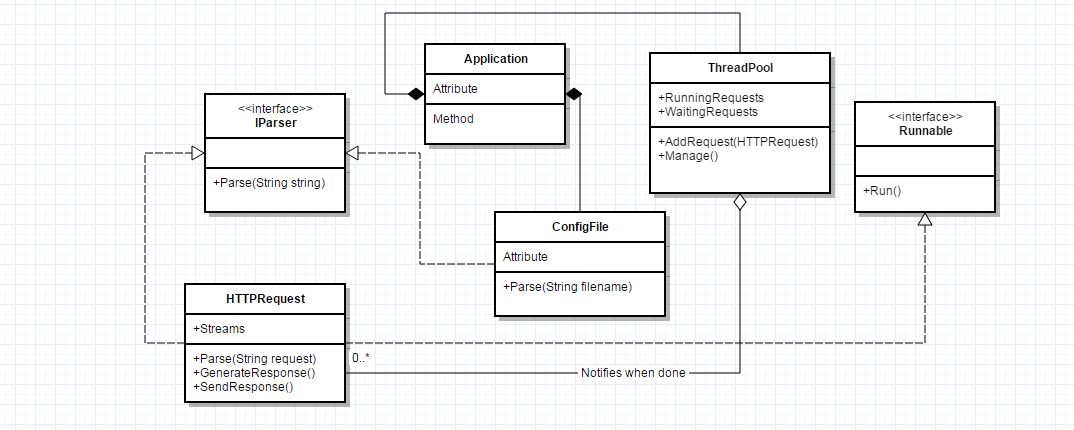 Application
Attribute
Method
ThreadPool
+RunningRequests
+WaitingRequests
+AddRequest(HTTPRequest)
+Manage()
<<interface>>
IParser
+Parse(String string)
<<interface>>
Runnable
+Run()
ConfigFile
Attribute
+Parse(String filename)
HTTPRequest
+Streams
+Parse(String request)
+GenerateResponse()
+SendResponse()
0..*
Notifies when done